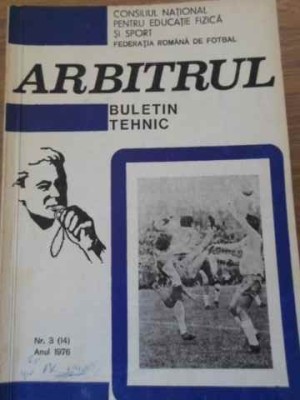 CONSILIUL NAȚIONAL
PENTRU EDUCAȚIE FIZICĂ
ȘI SPORT
FEDERAȚIA ROMÂNĂ DE FOTBAL
ARBITRUL
BULETIN
TEHNIC
Nr. 3 (14)
Anul 1976